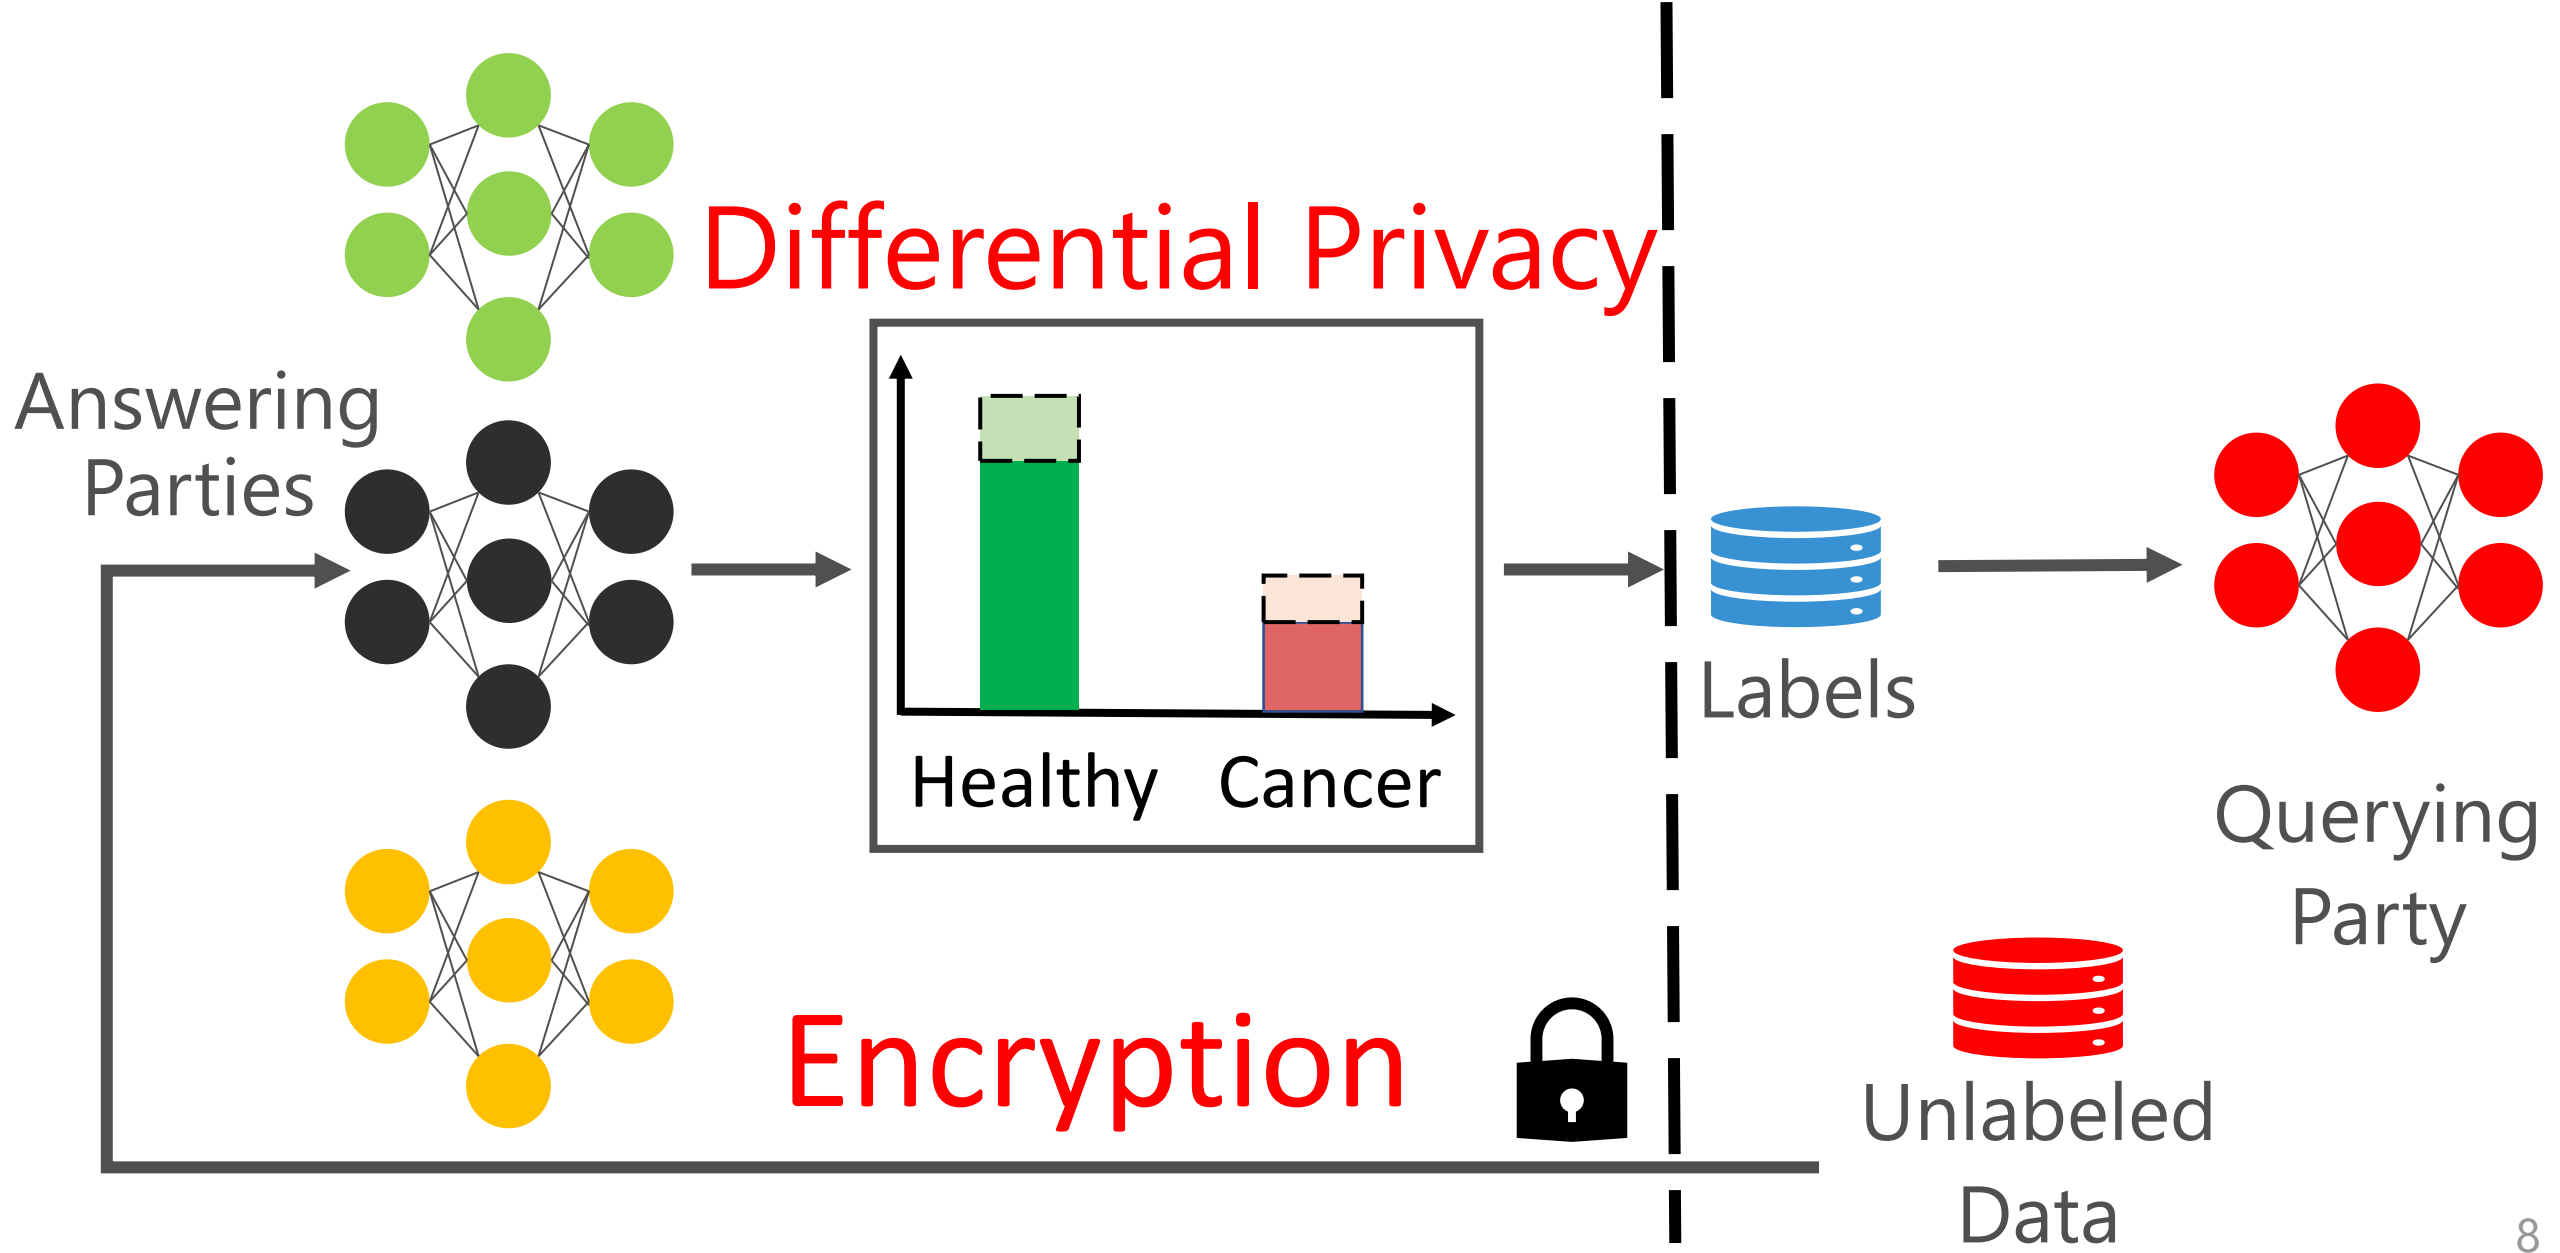 Differential Privacy
Answering
Parties
Healthy
Cancer
Labels
Querying
Party
Encryption
Unlabeled
Data
8